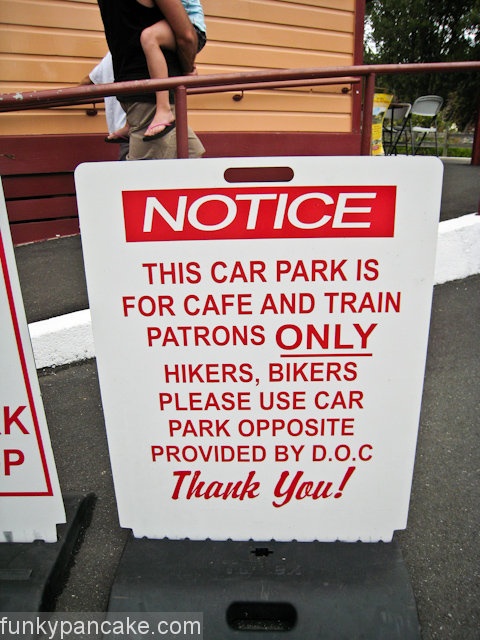 NOTICE
THIS CAR PARK IS
FOR CAFE AND TRAIN
PATRONS ONLY
HIKERS, BIKERS
PLEASE USE CAR
PARK OPPOSITE
PROVIDED BY D.O.C
Thank You!
K
P
funkypancake.com